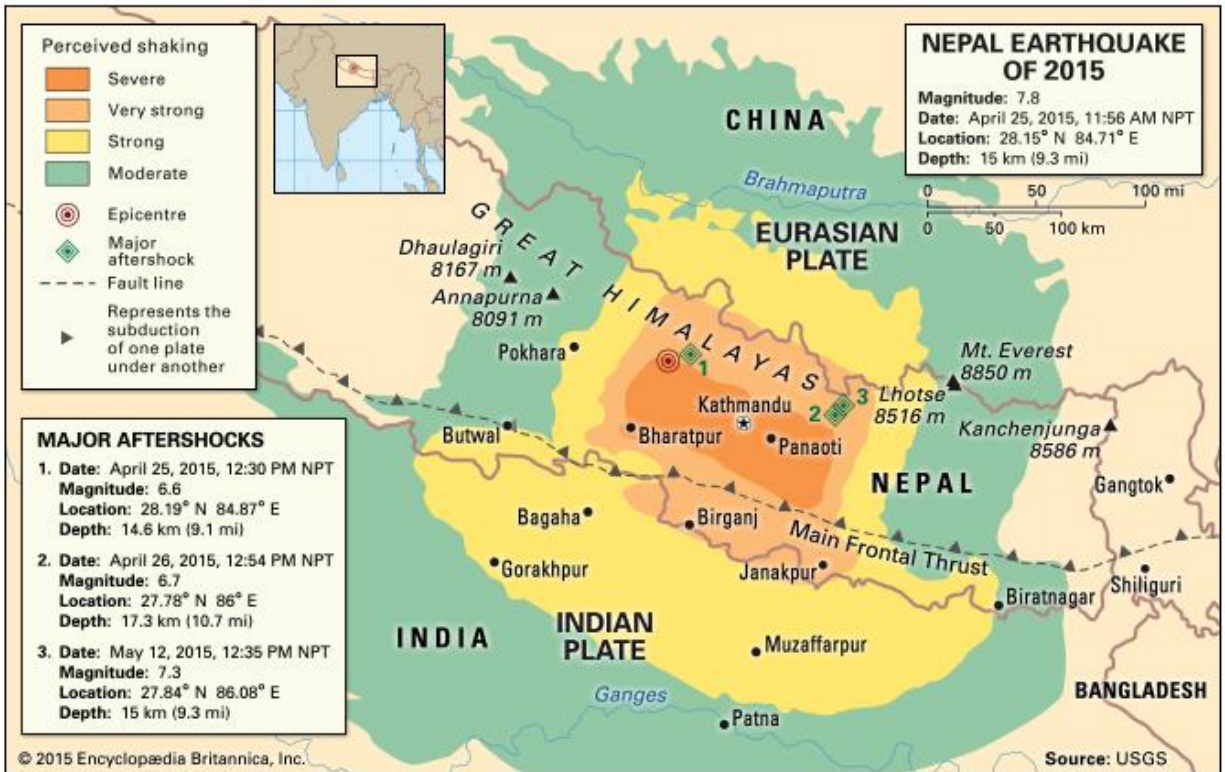 Perceived shaking
Severe
Very strong
Strong
Moderate
Epicentre
Major
aftershock
Fault line
Represents the
subduction
of one plate
under another
NEPAL EARTHQUAKE
OF 2015
Magnitude: 7.8
Date: April 25, 2015, 11:56 AM NPT
Location: 28.15° N 84.71° E
Depth: 15 km (9.3 mi)
0 50 100 mi
0 50 100 km
CHINA
Brahmaputra
GREAT HIMALAYAS
EURASIAN
PLATE
Dhaulagiri
8167 m
Annapurna
8091 m
Pokhara
1
Mt. Everest
8850 m
Lhotse
8516 m
Kanchenjunga
8586 m
2
3
Kathmandu
Bharatpur
Panaoti
Butwal
NEPAL
Gangtok
Bagaha
Birganj
Main Frontal Thrust
Gorakhpur
Janakpur
Shiliguri
Biratnagar
INDIAN
PLATE
INDIA
Muzaffarpur
Ganges
Patna
BANGLADESH
MAJOR AFTERSHOCKS
1. Date: April 25, 2015, 12:30 PM NPT
Magnitude: 6.6
Location: 28.19° N 84.87° E
Depth: 14.6 km (9.1 mi)
2. Date: April 26, 2015, 12:54 PM NPT
Magnitude: 6.7
Location: 27.78° N 86° E
Depth: 17.3 km (10.7 mi)
3. Date: May 12, 2015, 12:35 PM NPT
Magnitude: 7.3
Location: 27.84° N 86.08° E
Depth: 15 km (9.3 mi)
© 2015 Encyclopædia Britannica, Inc.
Source: USGS